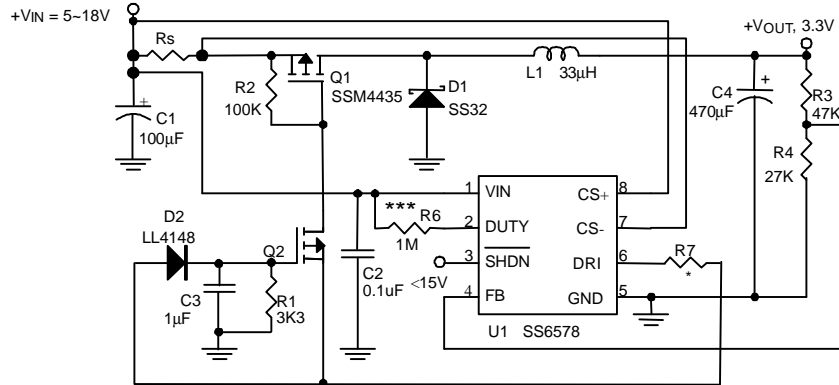 +VIN = 5~18V
+VOUT, 3.3V
Rs
R2
100K
Q1
SSM4435
D1
SS32
L1 33µH
C4
470µF
+
R3
47K
R4
27K
+
C1
100µF
1 VIN
2 DUTY
3 SHDN
4 FB
CS+ 8
CS- 7
DRI 6
GND 5
U1 SS6578
***
R6
1M
R7
*
D2
LL4148
Q2
C3
1µF
R1
3K3
C2
0.1uF
<15V